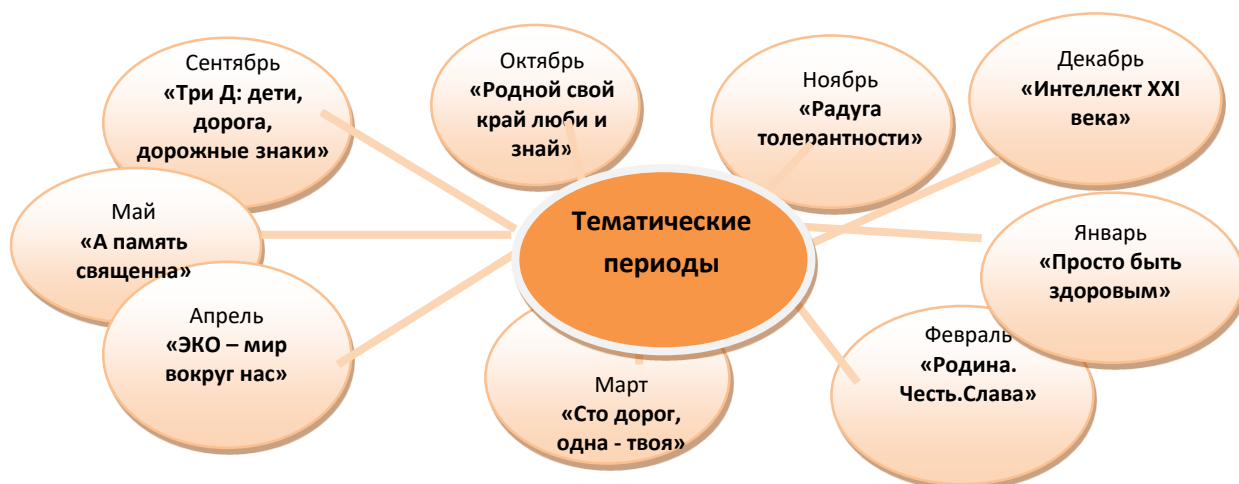 Сентябрь
«Три Д: дети,
дорога,
дорожные знаки»
Октябрь
«Родной свой
край люби и
знай»
Ноябрь
«Радуга
толерантности»
Декабрь
«Интеллект XXI
века»
Май
«А память
священна»
Тематические
периоды
Январь
«Просто быть
здоровым»
Апрель
«ЭКО – мир
вокруг нас»
Март
«Сто дорог,
одна - твоя»
Февраль
«Родина.
Честь.Слава»